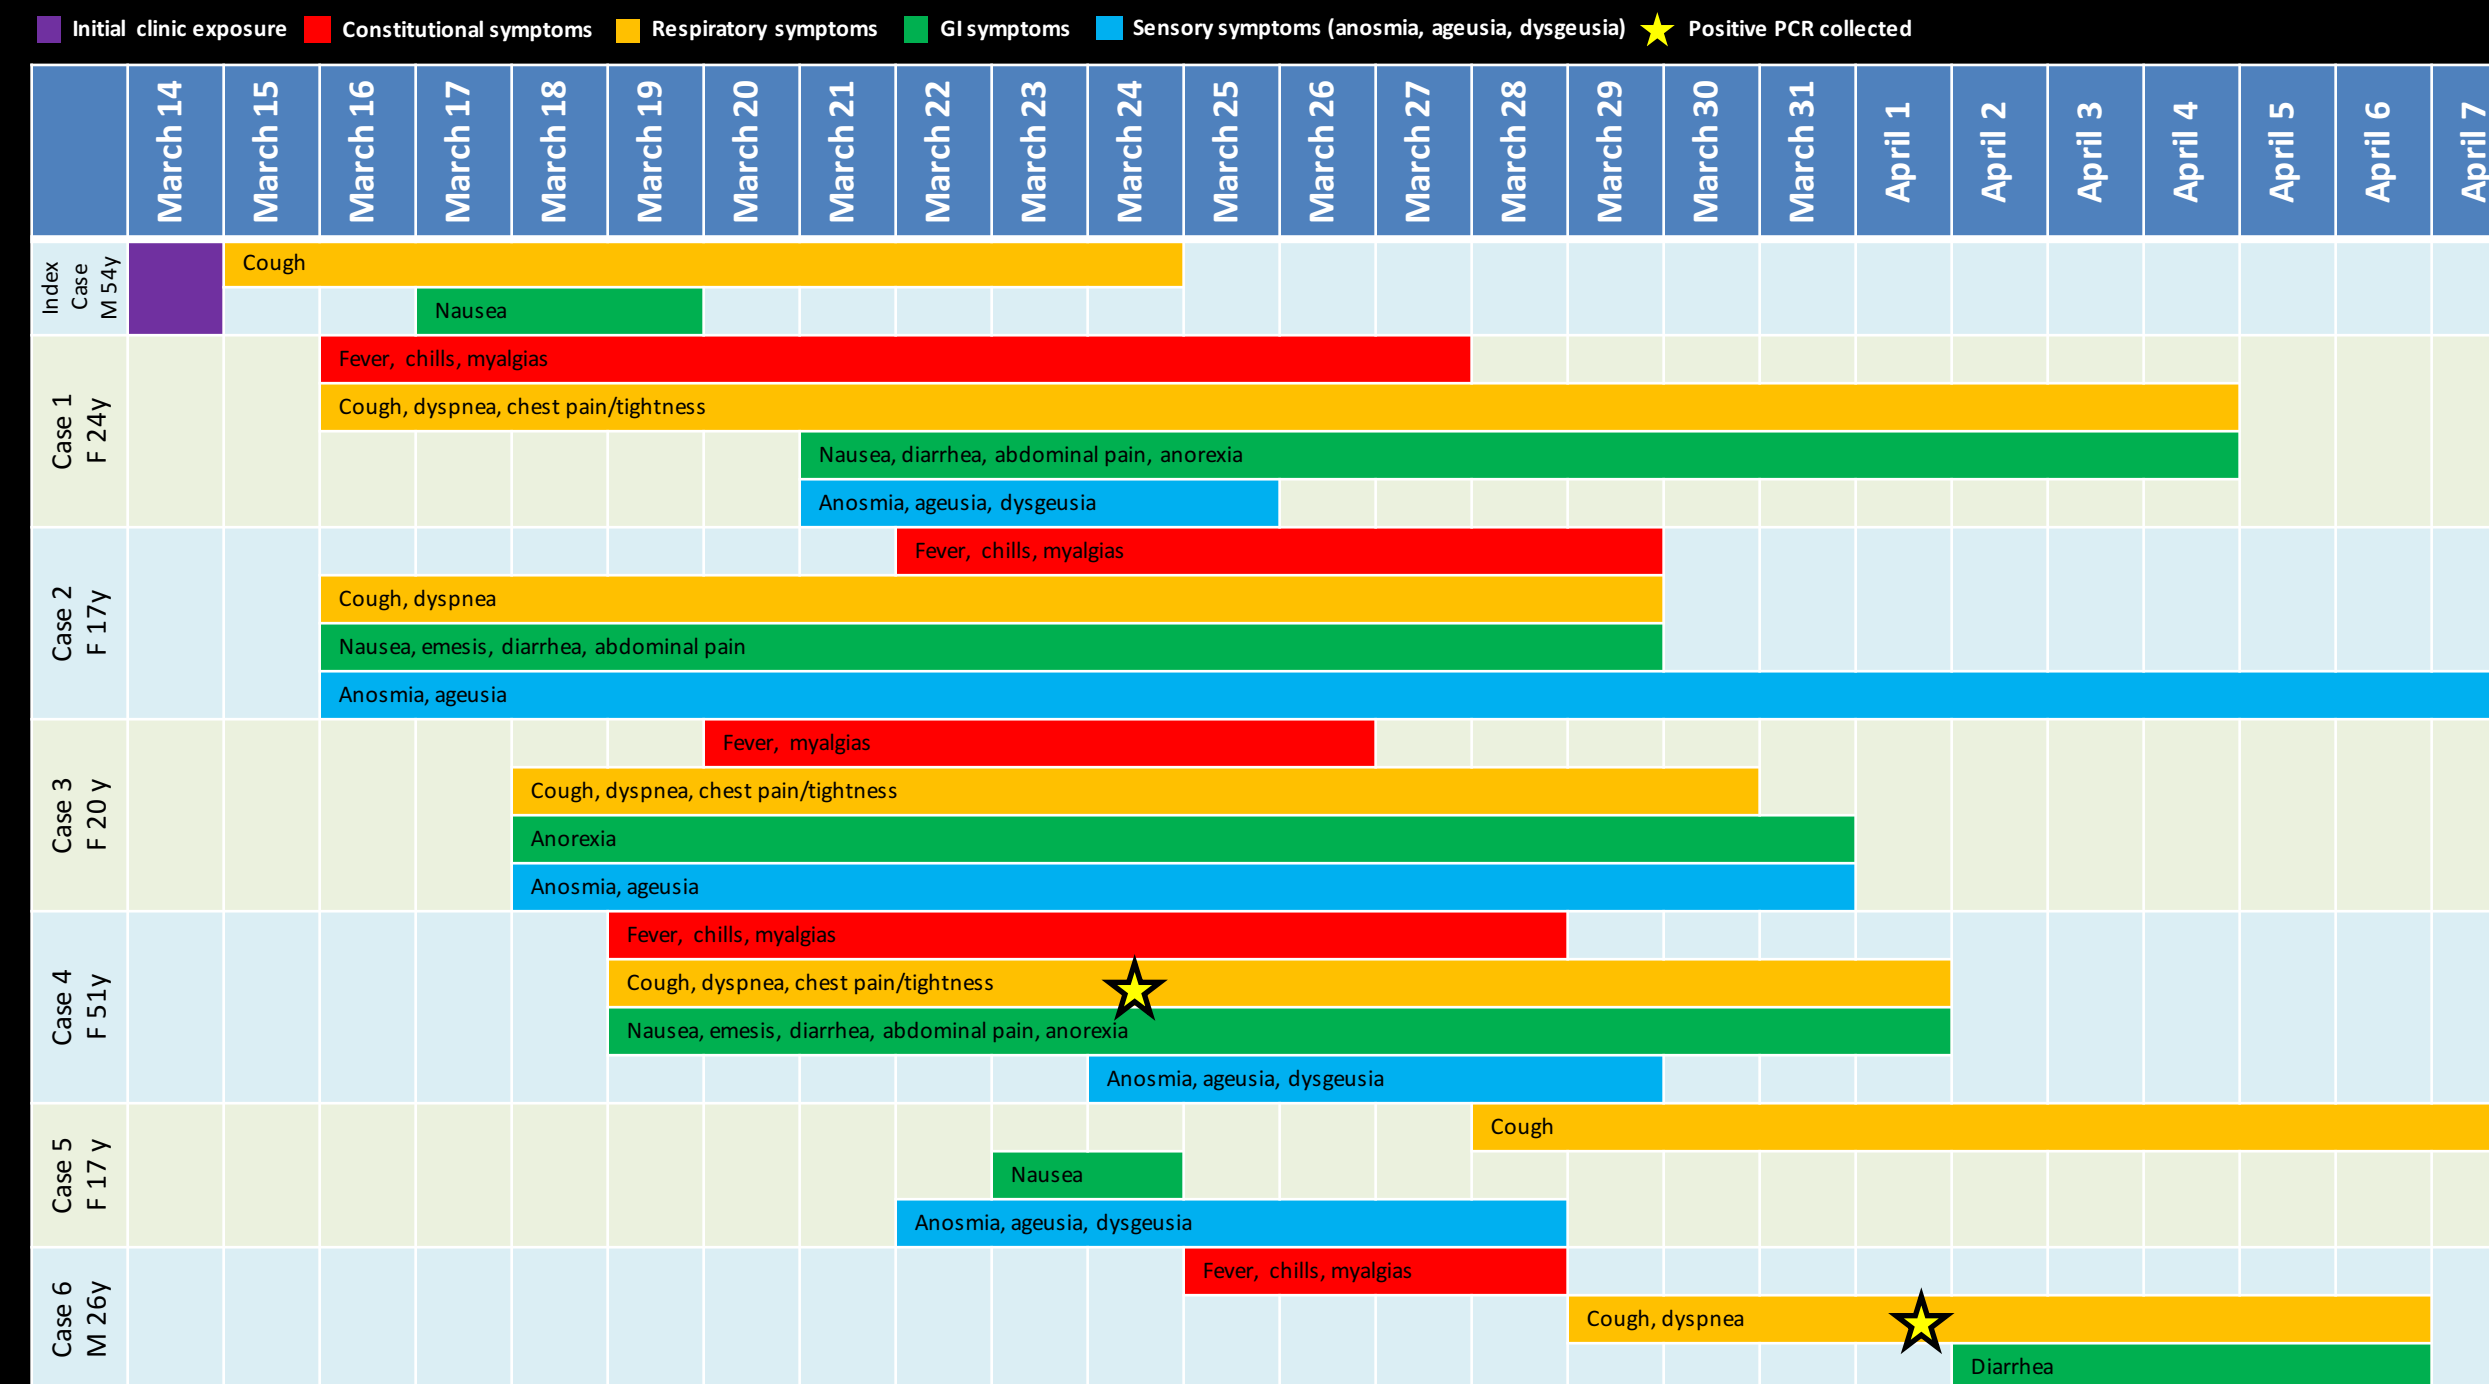 Initial clinic exposure
Constitutional symptoms
Respiratory symptoms
GI symptoms
Sensory symptoms (anosmia, ageusia, dysgeusia)
Positive PCR collected
March 14
March 15
March 16
March 17
March 18
March 19
March 20
March 21
March 22
March 23
March 24
March 25
March 26
March 27
March 28
March 29
March 30
March 31
April 1
April 2
April 3
April 4
April 5
April 6
April 7
Index
Case
M 54y
Cough
Nausea
Case 1
F 24y
Fever, chills, myalgias
Cough, dyspnea, chest pain/tightness
Nausea, diarrhea, abdominal pain, anorexia
Anosmia, ageusia, dysgeusia
Case 2
F 17y
Fever, chills, myalgias
Cough, dyspnea
Nausea, emesis, diarrhea, abdominal pain
Anosmia, ageusia
Case 3
F 20 y
Fever, myalgias
Cough, dyspnea, chest pain/tightness
Anorexia
Anosmia, ageusia
Case 4
F 51y
Fever, chills, myalgias
Cough, dyspnea, chest pain/tightness
Nausea, emesis, diarrhea, abdominal pain, anorexia
Anosmia, ageusia, dysgeusia
Case 5
F 17 y
Cough
Nausea
Anosmia, ageusia, dysgeusia
Case 6
M 26y
Fever, chills, myalgias
Cough, dyspnea
Diarrhea